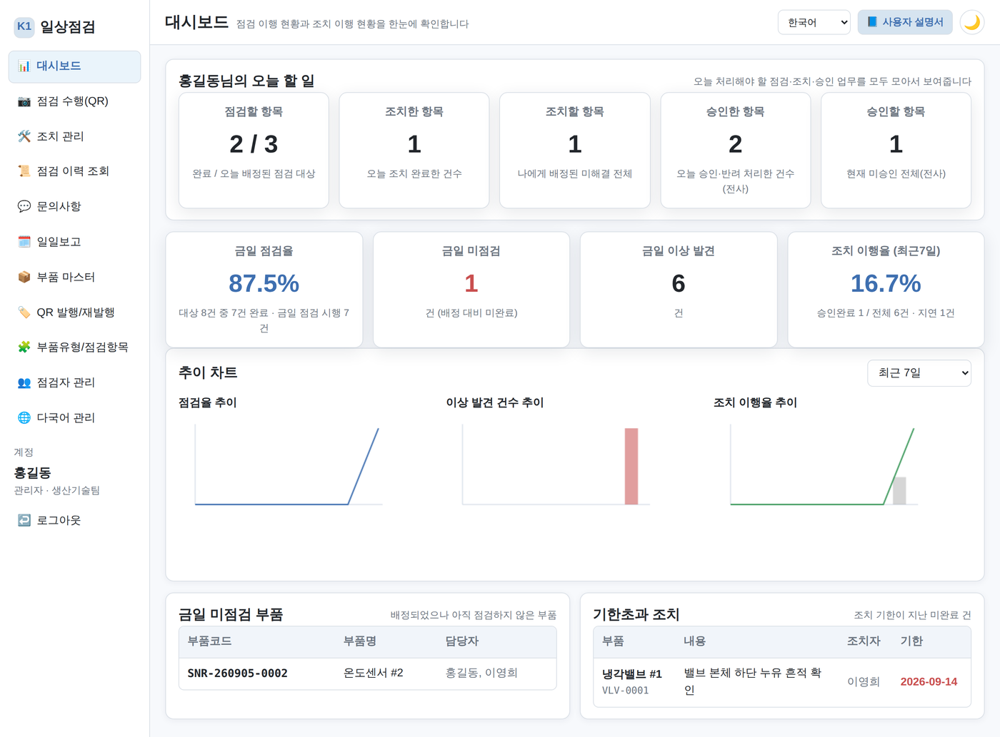 K1 일상점검
대시보드
점검 수행(QR)
조치 관리
점검 이력 조회
문의사항
일일보고
부품 마스터
QR 발행/재발행
부품유형/점검항목
점검자 관리
다국어 관리
계정
홍길동
관리자 · 생산기술팀
로그아웃
대시보드 점검 이행 현황과 조치 이행 현황을 한눈에 확인합니다
한국어
사용자 설명서
홍길동님의 오늘 할 일
오늘 처리해야 할 점검·조치·승인 업무를 모두 모아서 보여줍니다
점검할 항목
2 / 3
완료 / 오늘 배정된 점검 대상
조치한 항목
1
오늘 조치 완료한 건수
조치할 항목
1
나에게 배정된 미해결 전체
승인한 항목
2
오늘 승인·반려 처리한 건수
(전사)
승인할 항목
1
현재 미승인 전체(전사)
금일 점검율
87.5%
대상 8건 중 7건 완료 · 금일 점검 시행 7
건
금일 미점검
1
건 (배정 대비 미완료)
금일 이상 발견
6
건
조치 이행율 (최근7일)
16.7%
승인완료 1 / 전체 6건 · 지연 1건
추이 차트
최근 7일
점검율 추이
이상 발견 건수 추이
조치 이행율 추이
금일 미점검 부품
배정되었으나 아직 점검하지 않은 부품
부품코드 부품명 담당자
SNR-260905-0002 온도센서 #2 홍길동, 이영희
기한초과 조치
조치 기한이 지난 미완료 건
부품 내용 조치자 기한
냉각밸브 #1
VLV-0001
밸브 본체 하단 누유 흔적 확
인
이영희
2026-09-14